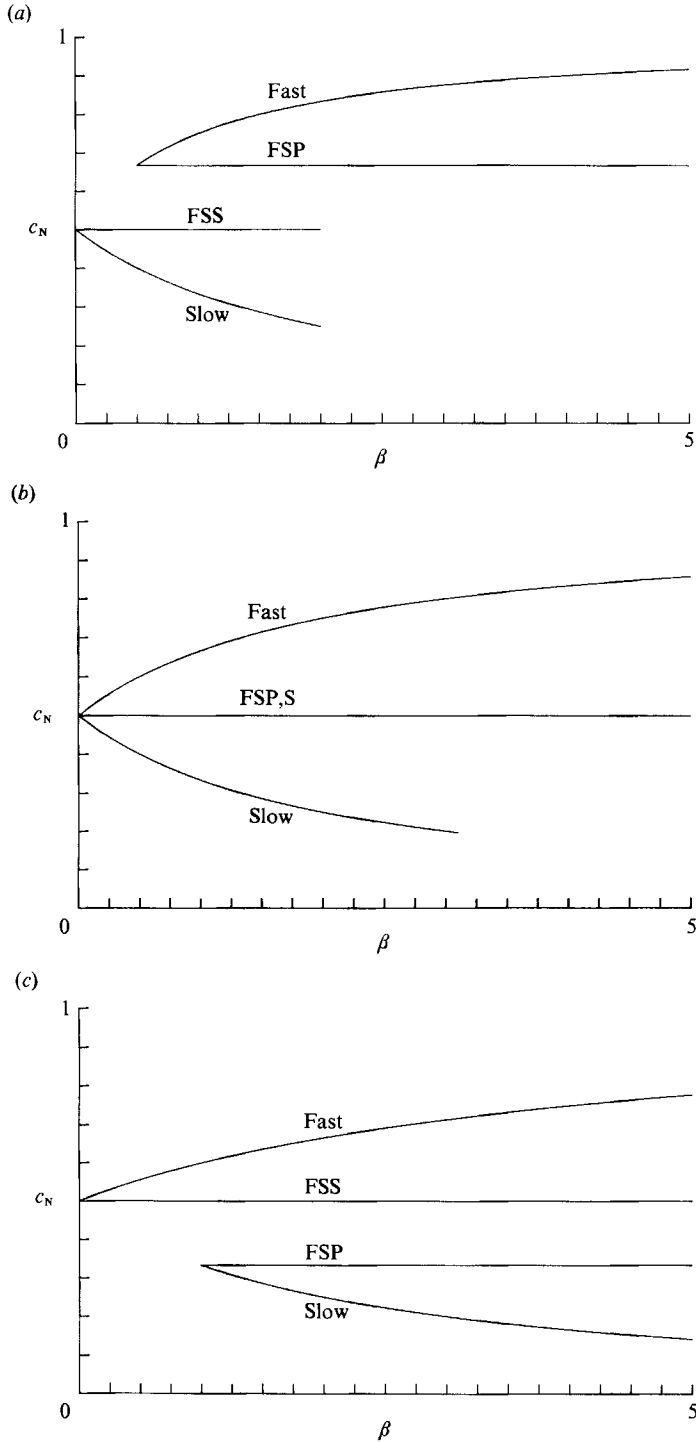 (a)
1
Fast
FSP
FSS
c_N
Slow
0
5
β
(b)
1
Fast
FSP,S
c_N
Slow
0
5
β
(c)
1
Fast
FSS
c_N
FSP
Slow
0
5
β